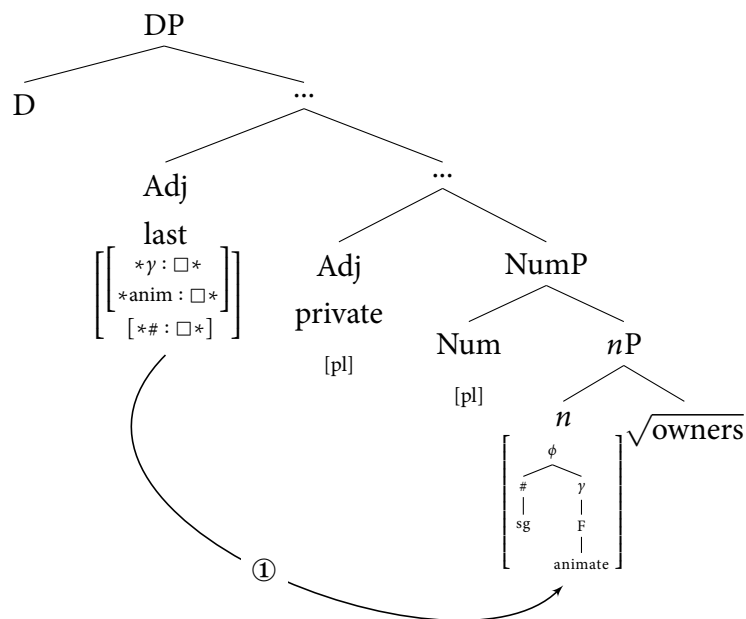 DP
D ...
Adj ...
last
*γ : □*
*anim : □*
[*# : □*]
Adj NumP
private
[pl]
Num nP
[pl]
n √owners
ϕ
# γ
sg F
animate
①